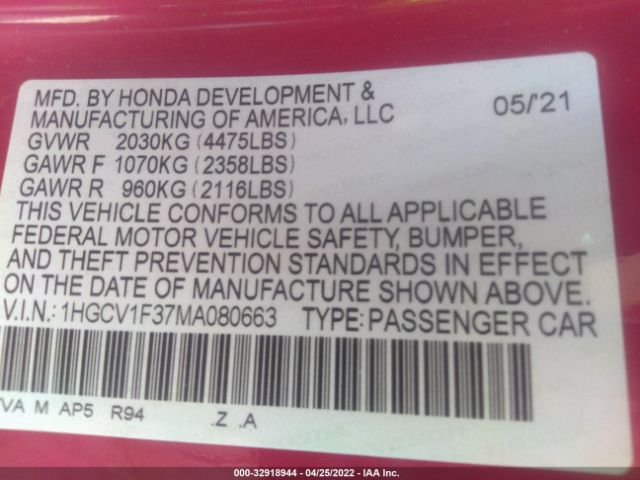 MFD. BY HONDA DEVELOPMENT &
MANUFACTURING OF AMERICA, LLC 05/'21
GVWR 2030KG (4475LBS)
GAWR F 1070KG (2358LBS)
GAWR R 960KG (2116LBS)
THIS VEHICLE CONFORMS TO ALL APPLICABLE
FEDERAL MOTOR VEHICLE SAFETY, BUMPER,
AND THEFT PREVENTION STANDARDS IN EFFECT
ON THE DATE OF MANUFACTURE SHOWN ABOVE.
V.I.N.: 1HGCV1F37MA080663 TYPE: PASSENGER CAR
VA M AP5 R94 .Z .A
000-32918944 / 04/25/2022 - IAA Inc.